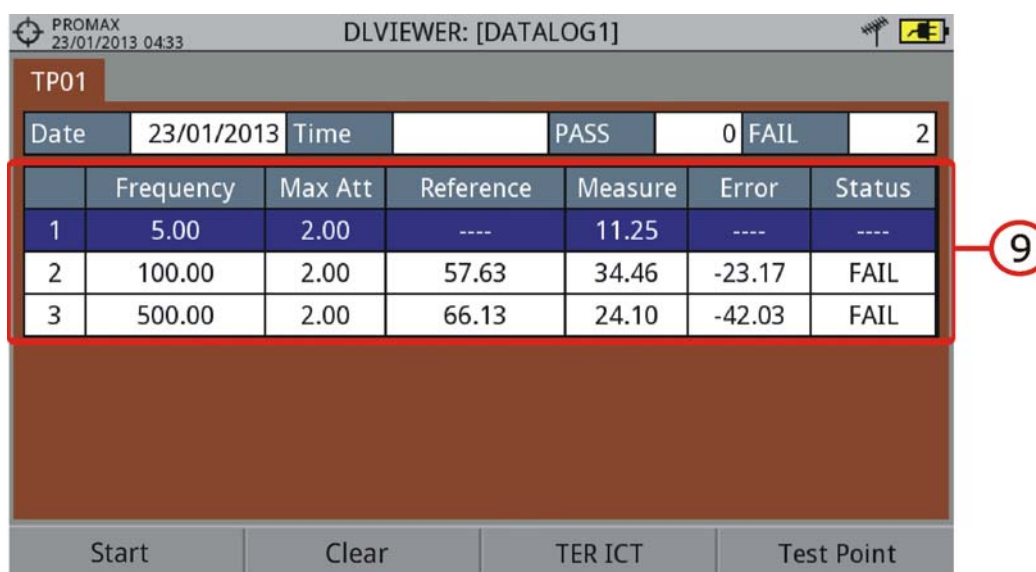 PROMAX
23/01/2013 04:33
DLVIEWER: [DATALOG1]
TP01
Date 23/01/2013 Time PASS 0 FAIL 2
Frequency Max Att Reference Measure Error Status
1 5.00 2.00 ---- 11.25 ---- ----
2 100.00 2.00 57.63 34.46 -23.17 FAIL
3 500.00 2.00 66.13 24.10 -42.03 FAIL
9
Start Clear TER ICT Test Point